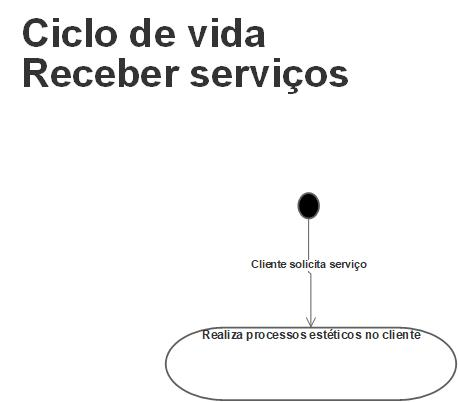 Ciclo de vida
Receber serviços
Cliente solicita serviço
Realiza processos estéticos no cliente